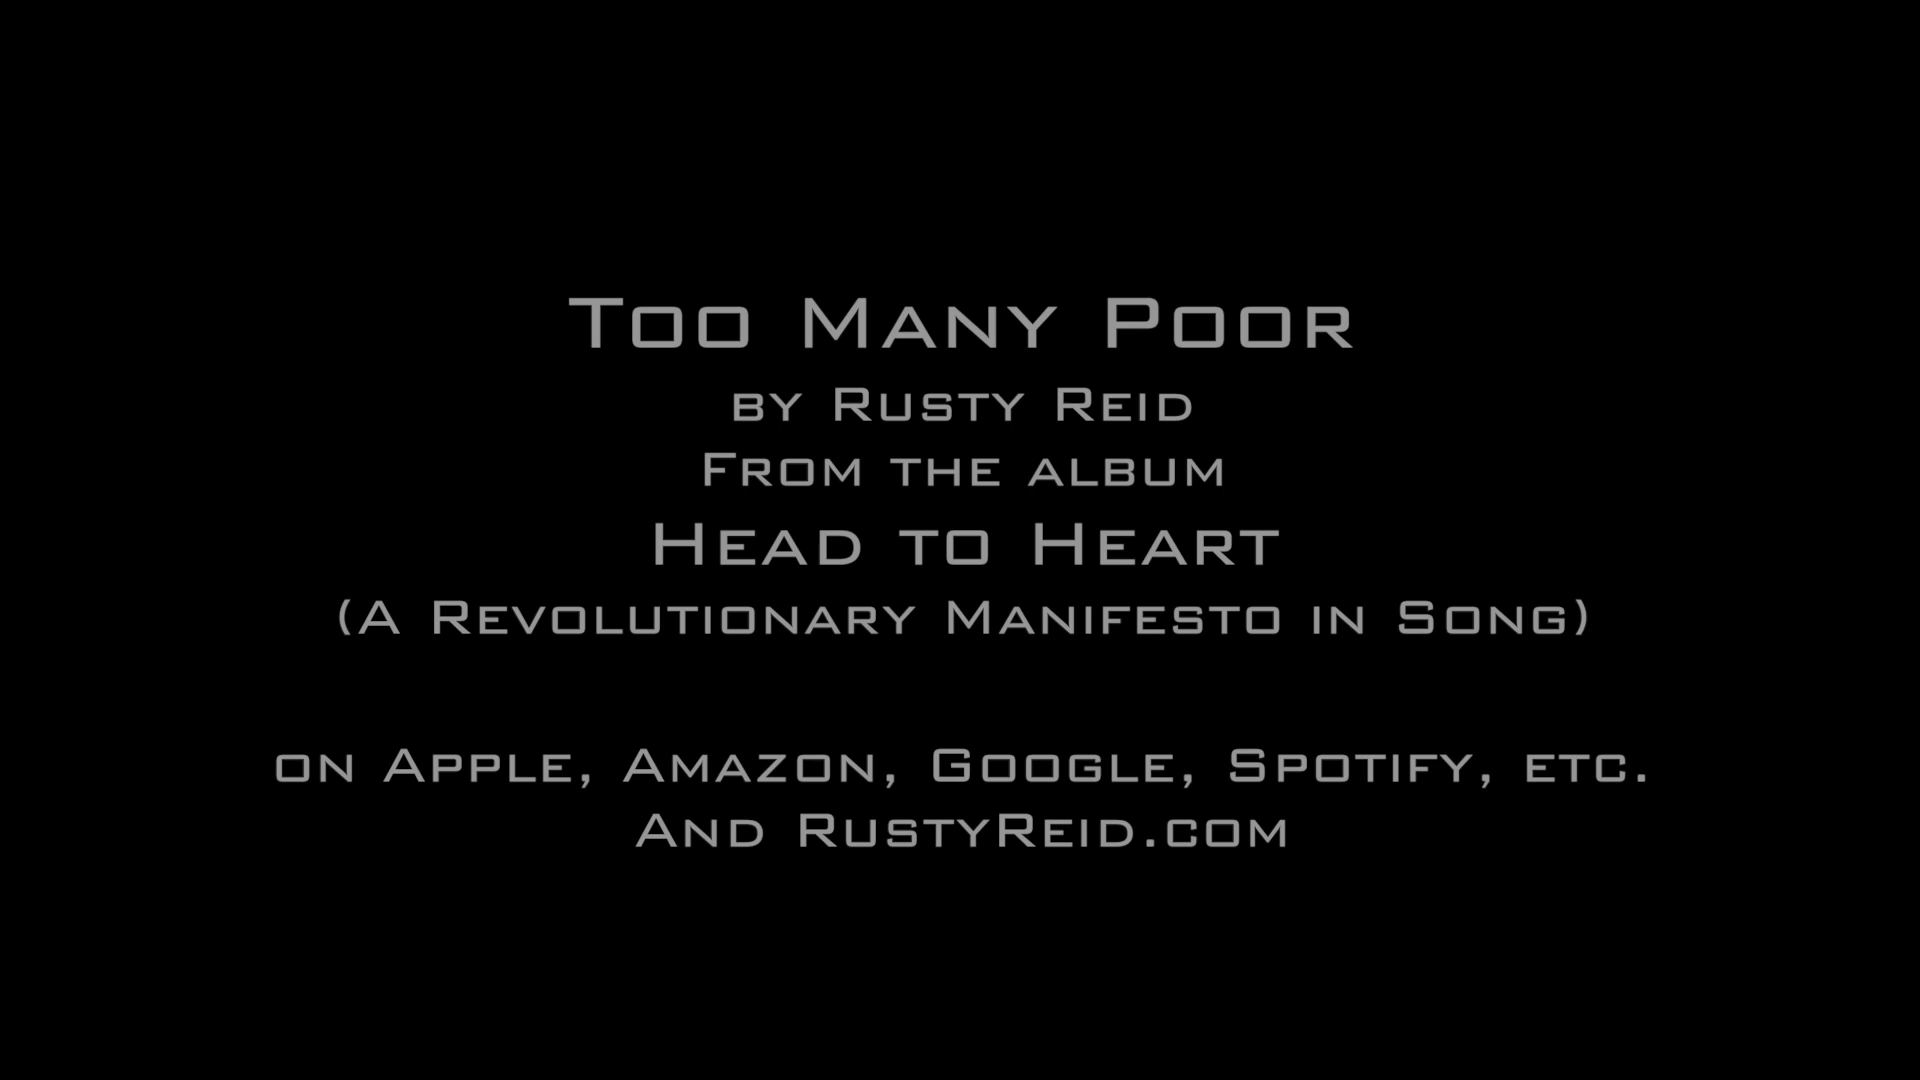 Too Many Poor
by Rusty Reid
From the album
Head to Heart
(A Revolutionary Manifesto in Song)
on Apple, Amazon, Google, Spotify, etc.
And RustyReid.com